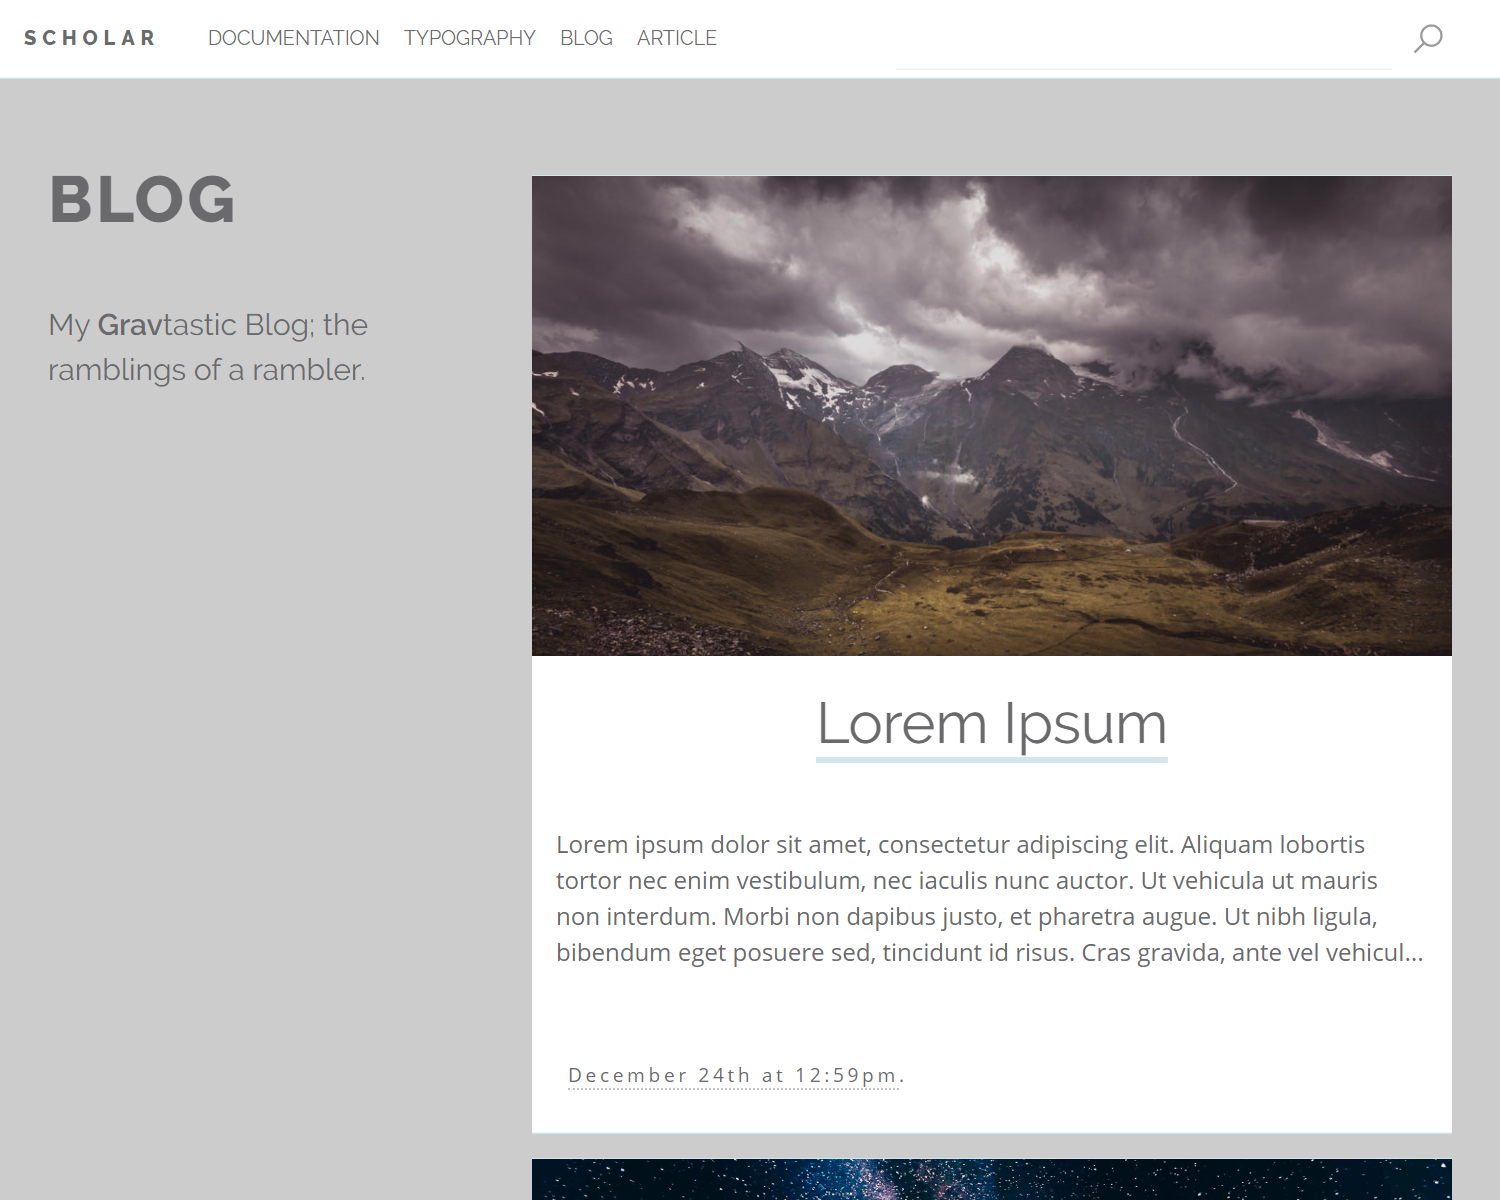 SCHOLAR
DOCUMENTATION TYPOGRAPHY BLOG ARTICLE
BLOG
My Gravtastic Blog; the
ramblings of a rambler.
Lorem Ipsum
Lorem ipsum dolor sit amet, consectetur adipiscing elit. Aliquam lobortis
tortor nec enim vestibulum, nec iaculis nunc auctor. Ut vehicula ut mauris
non interdum. Morbi non dapibus justo, et pharetra augue. Ut nibh ligula,
bibendum eget posuere sed, tincidunt id risus. Cras gravida, ante vel vehicul...
December 24th at 12:59pm.